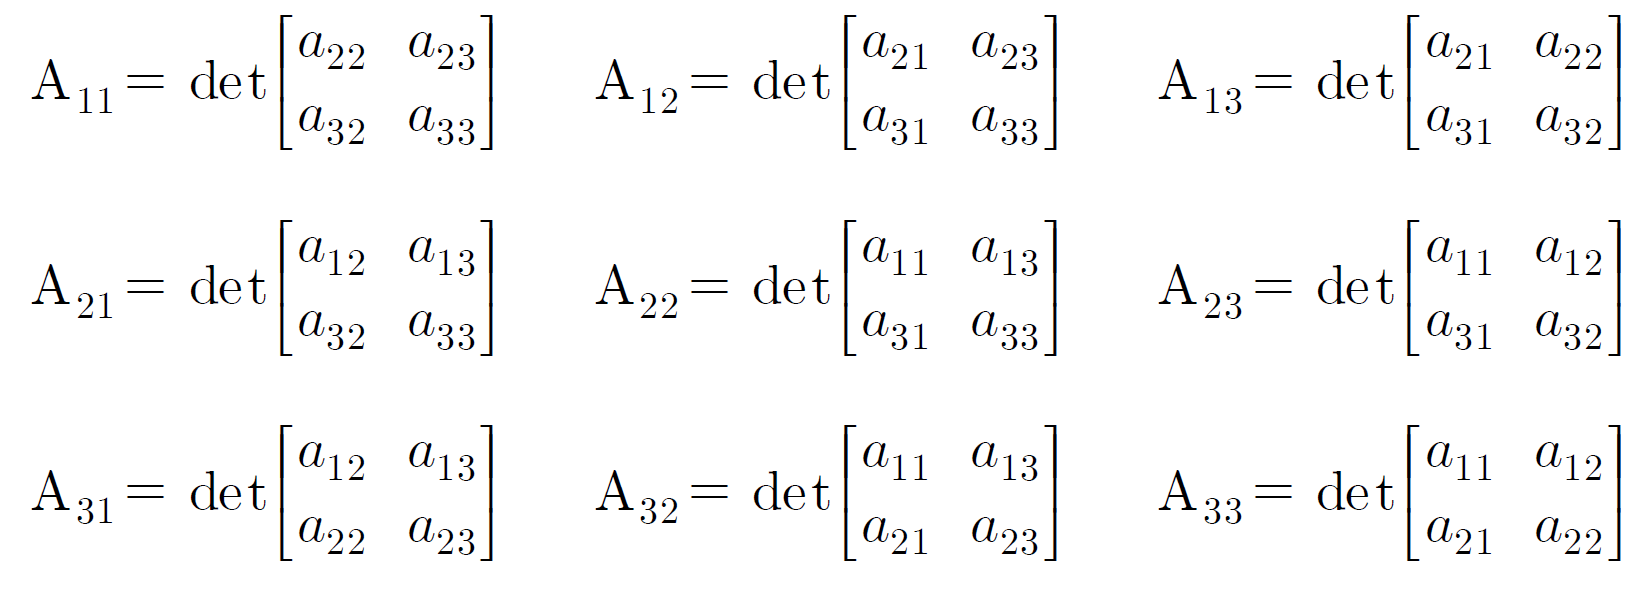 A₁₁ = det[a₂₂ a₂₃; a₃₂ a₃₃] A₁₂ = det[a₂₁ a₂₃; a₃₁ a₃₃] A₁₃ = det[a₂₁ a₂₂; a₃₁ a₃₂]
A₂₁ = det[a₁₂ a₁₃; a₃₂ a₃₃] A₂₂ = det[a₁₁ a₁₃; a₃₁ a₃₃] A₂₃ = det[a₁₁ a₁₂; a₃₁ a₃₂]
A₃₁ = det[a₁₂ a₁₃; a₂₂ a₂₃] A₃₂ = det[a₁₁ a₁₃; a₂₁ a₂₃] A₃₃ = det[a₁₁ a₁₂; a₂₁ a₂₂]